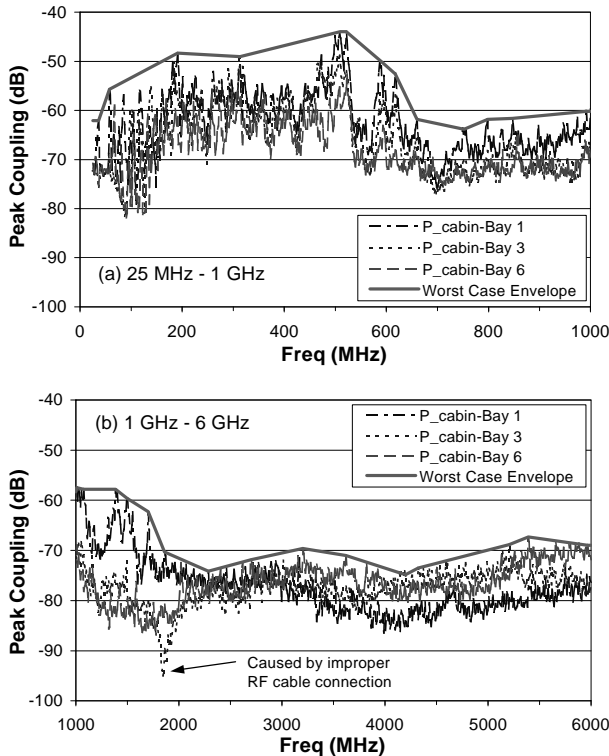 -40
-50
-60
-70
-80
-90
-100
Peak Coupling (dB)
P_cabin-Bay 1
P_cabin-Bay 3
P_cabin-Bay 6
Worst Case Envelope
(a) 25 MHz - 1 GHz
0 200 400 600 800 1000
Freq (MHz)
-40
-50
-60
-70
-80
-90
-100
Peak Coupling (dB)
(b) 1 GHz - 6 GHz
P_cabin-Bay 1
P_cabin-Bay 3
P_cabin-Bay 6
Worst Case Envelope
Caused by improper
RF cable connection
1000 2000 3000 4000 5000 6000
Freq (MHz)